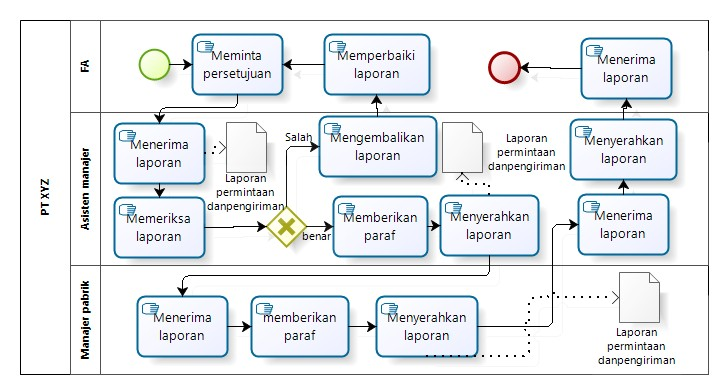 PT XYZ
FA
Meminta
persetujuan
Memperbaiki
laporan
Menerima
laporan
Asisten manajer
Menerima
laporan
Laporan
permintaan
danpengiriman
Salah
Mengembalikan
laporan
Laporan
permintaan
danpengiriman
Menyerahkan
laporan
Memeriksa
laporan
benar
Memberikan
paraf
Menyerahkan
laporan
Menerima
laporan
Manajer pabrik
Menerima
laporan
memberikan
paraf
Menyerahkan
laporan
Laporan
permintaan
danpengiriman